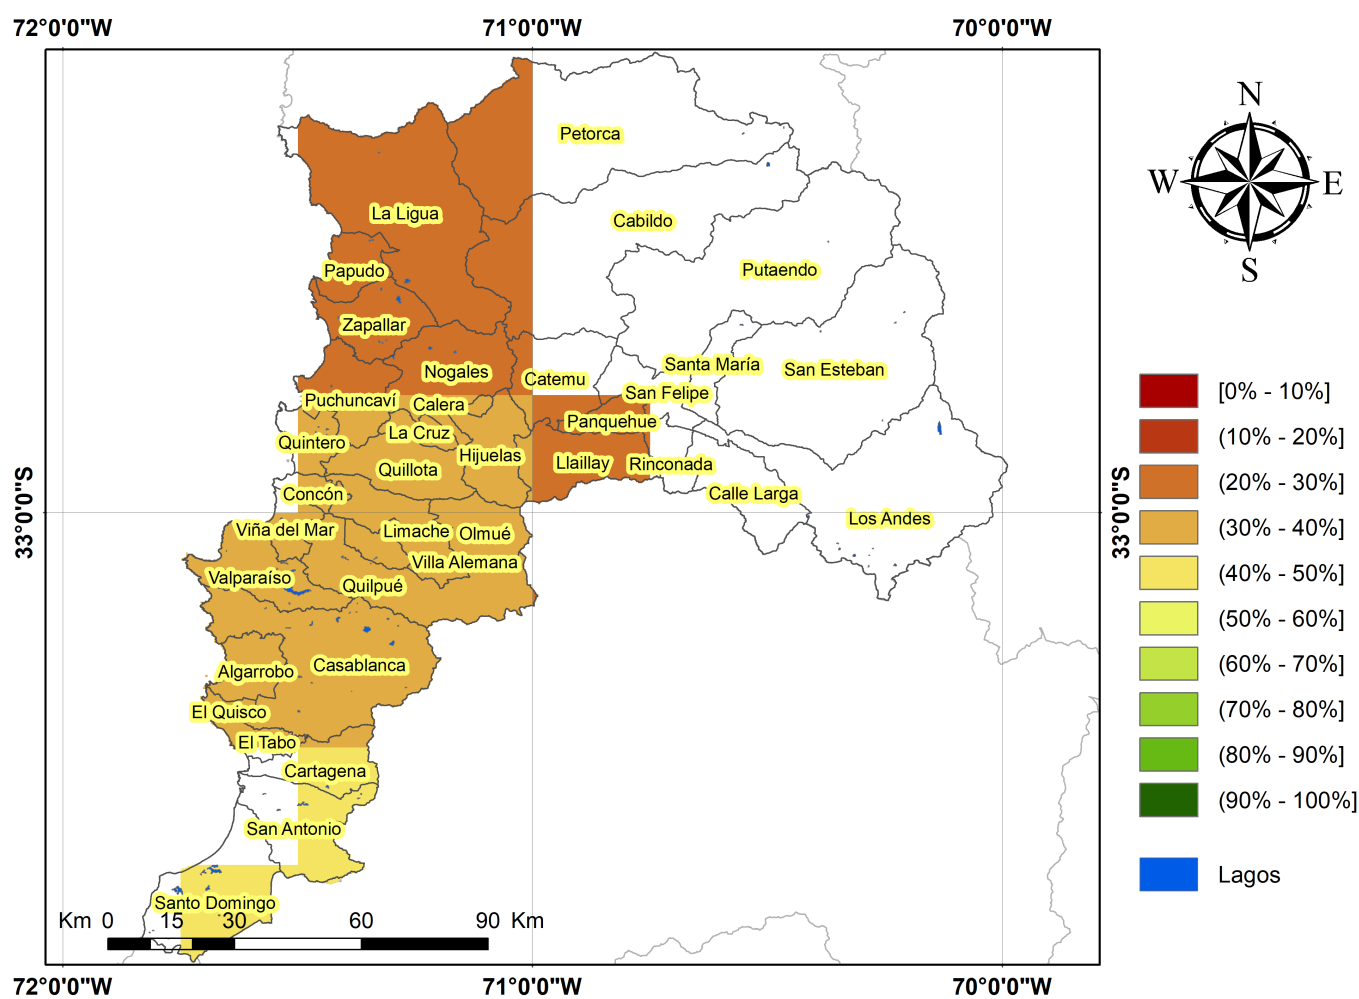 72°0'0"W 71°0'0"W 70°0'0"W
N
W E
S
Petorca
La Ligua
Cabildo
Papudo
Putaendo
Zapallar
Santa María
Nogales
Catemu
San Esteban
San Felipe
Puchuncaví
Calera
Panquehue
La Cruz
Quintero
Hijuelas
Quillota
Llaillay
Rinconada
Concón
Calle Larga
Los Andes
Viña del Mar
Limache
Olmué
Villa Alemana
Valparaíso
Quilpué
Casablanca
Algarrobo
El Quisco
El Tabo
Cartagena
San Antonio
Santo Domingo
33°0'0"S
33°0'0"S
[0% - 10%]
(10% - 20%]
(20% - 30%]
(30% - 40%]
(40% - 50%]
(50% - 60%]
(60% - 70%]
(70% - 80%]
(80% - 90%]
(90% - 100%]
Lagos
Km 0 15 30 60 90 Km
72°0'0"W 71°0'0"W 70°0'0"W